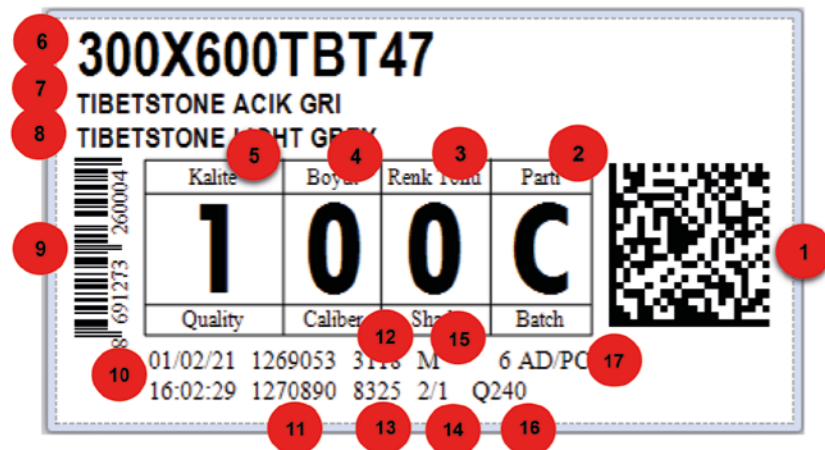 6
300X600TBT47
7
TIBETSTONE ACIK GRI
8
TIBETSTONE GREY
5 4 3 2
Kalite Renk Parti
1 0 0 C
Quality Caliber Batch
9
8 691273 260004
1
12 15
01/02/21 1269053 M 6 AD/PC
10
17
16:02:29 1270890 8325 2/1 Q240
11 13 14 16